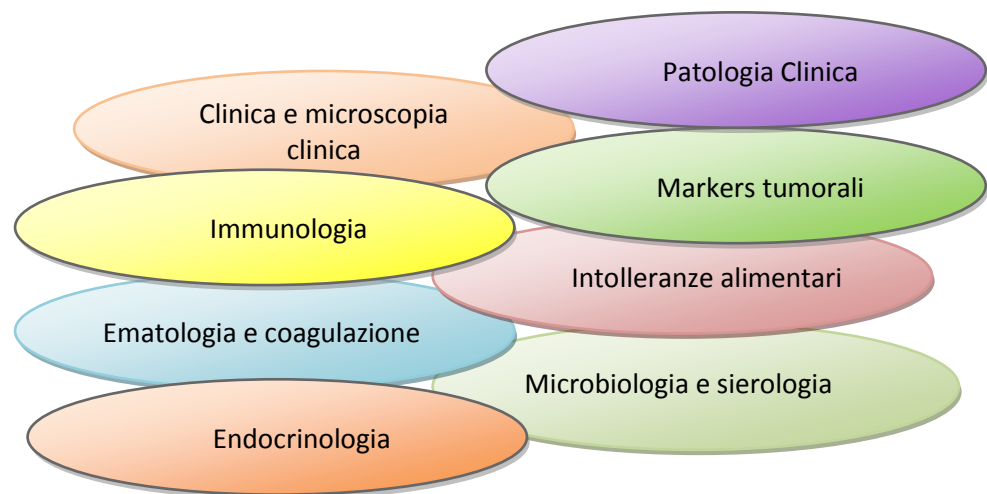 Patologia Clinica
Clinica e microscopia
clinica
Markers tumorali
Immunologia
Intolleranze alimentari
Ematologia e coagulazione
Microbiologia e sierologia
Endocrinologia